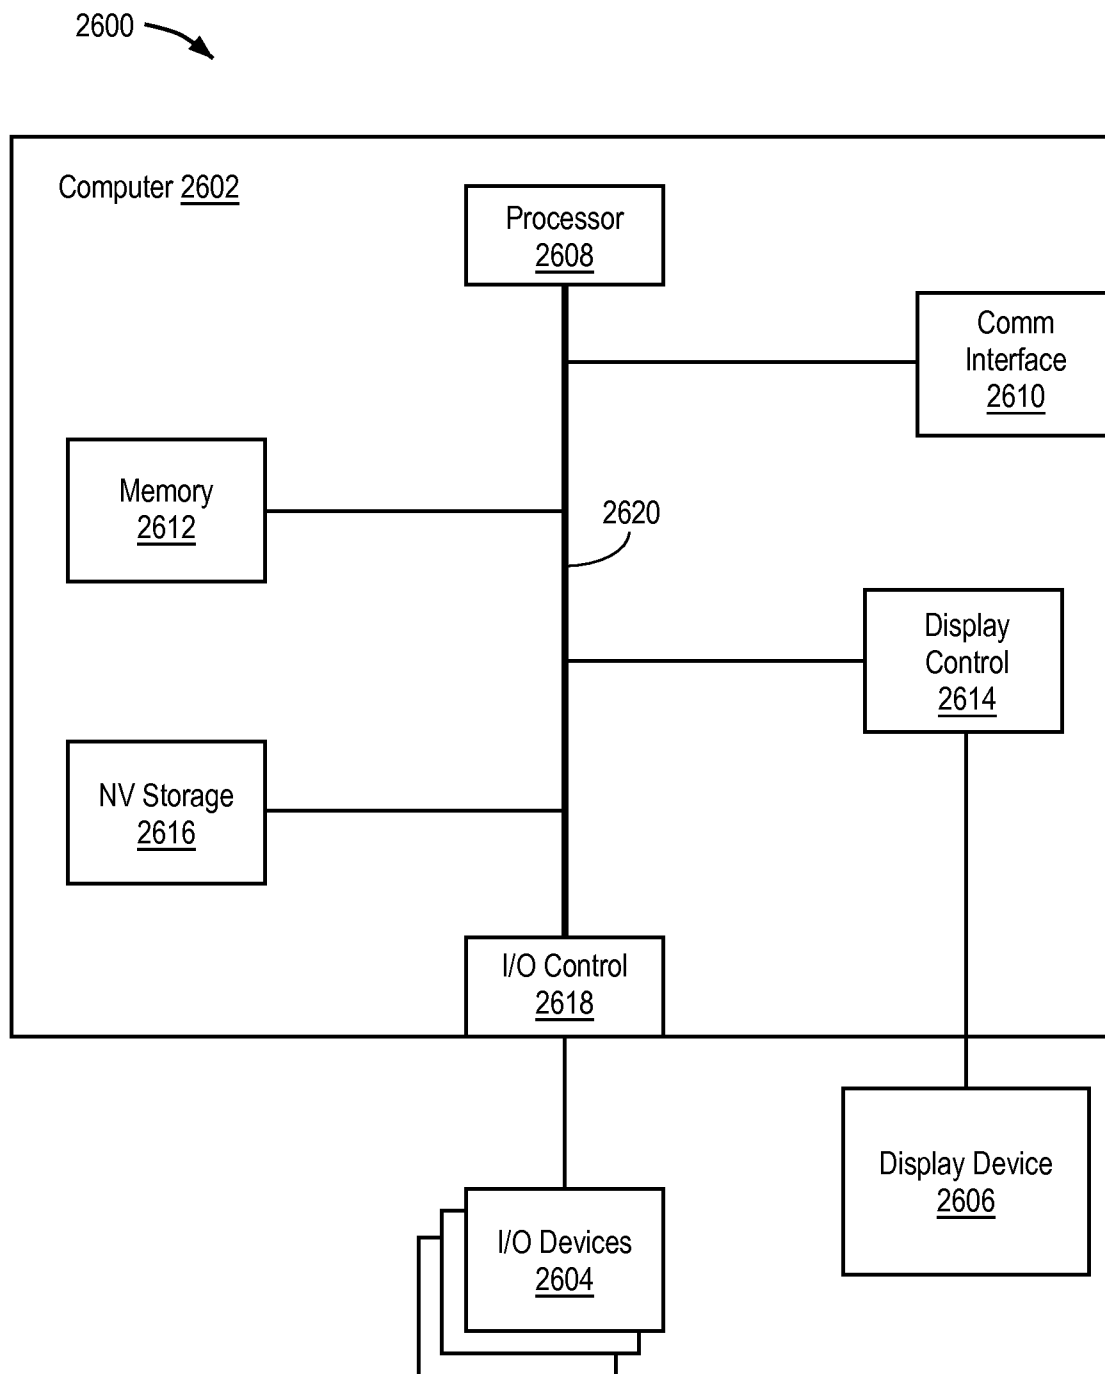 2600
Computer 2602
Processor
2608
Comm
Interface
2610
Memory
2612
2620
Display
Control
2614
NV Storage
2616
I/O Control
2618
Display Device
2606
I/O Devices
2604